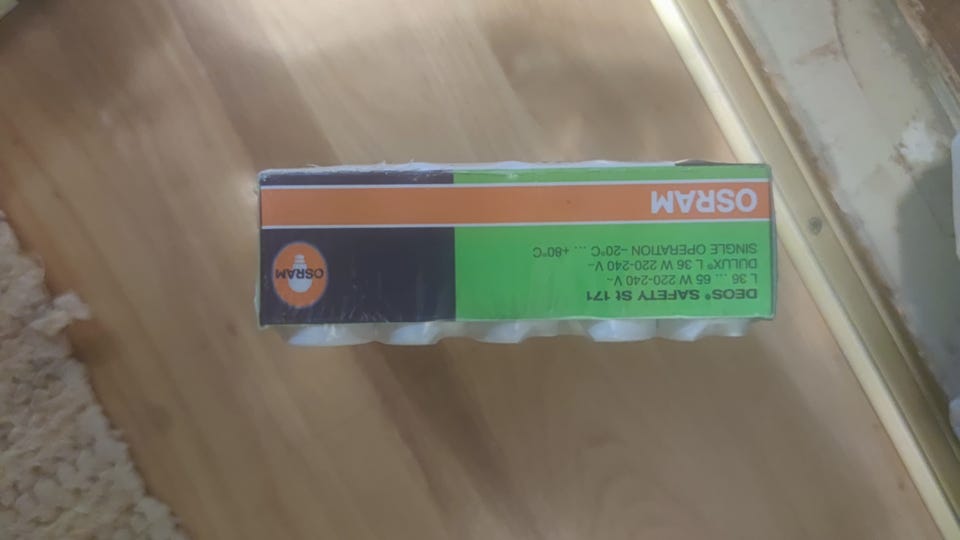 OSRAM
DEOS® SAFETY St 171
L 36 ... 65 W 220-240 V~
DULUX® L 36 W 220-240 V~
SINGLE OPERATION -20°C ... +80°C
OSRAM